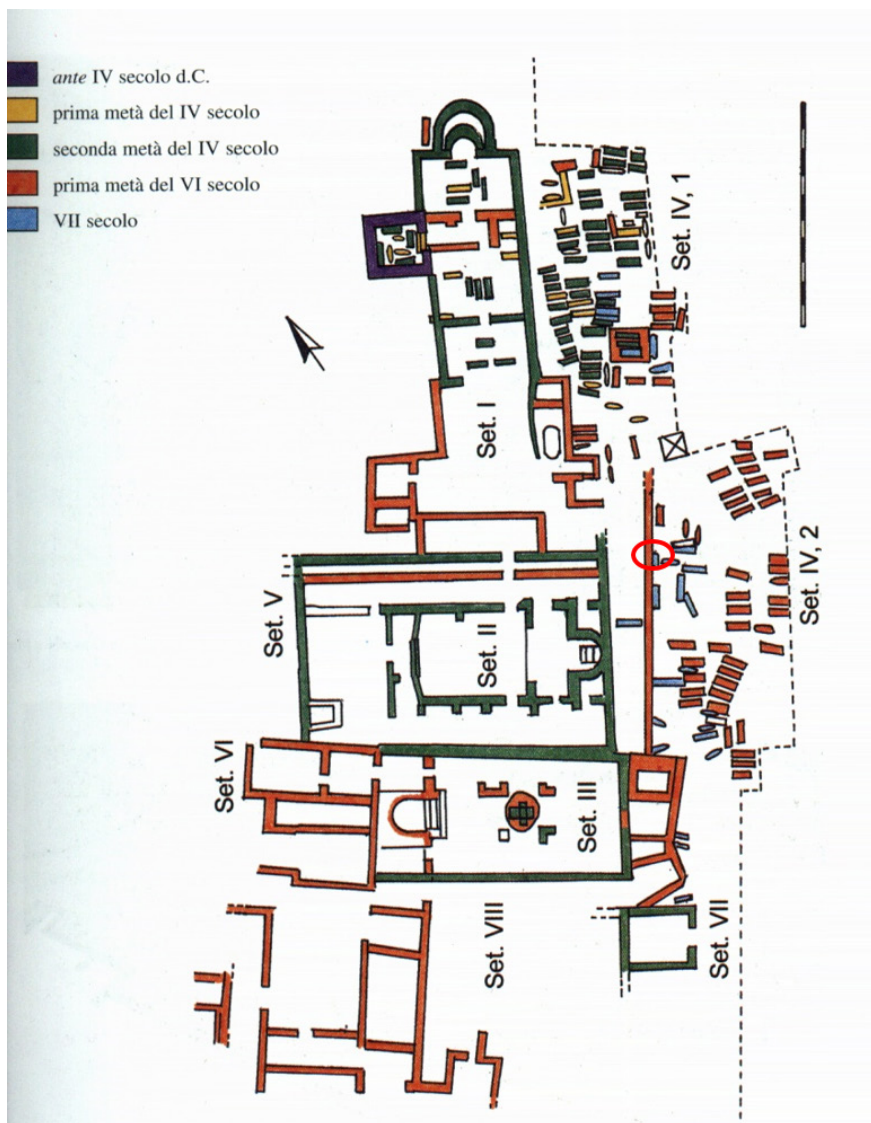 ante IV secolo d.C.
prima metà del IV secolo
seconda metà del IV secolo
prima metà del VI secolo
VII secolo
Set. IV, 1
Set. I
Set. IV, 2
Set. V
Set. II
Set. VI
Set. III
Set. VIII
Set. VII